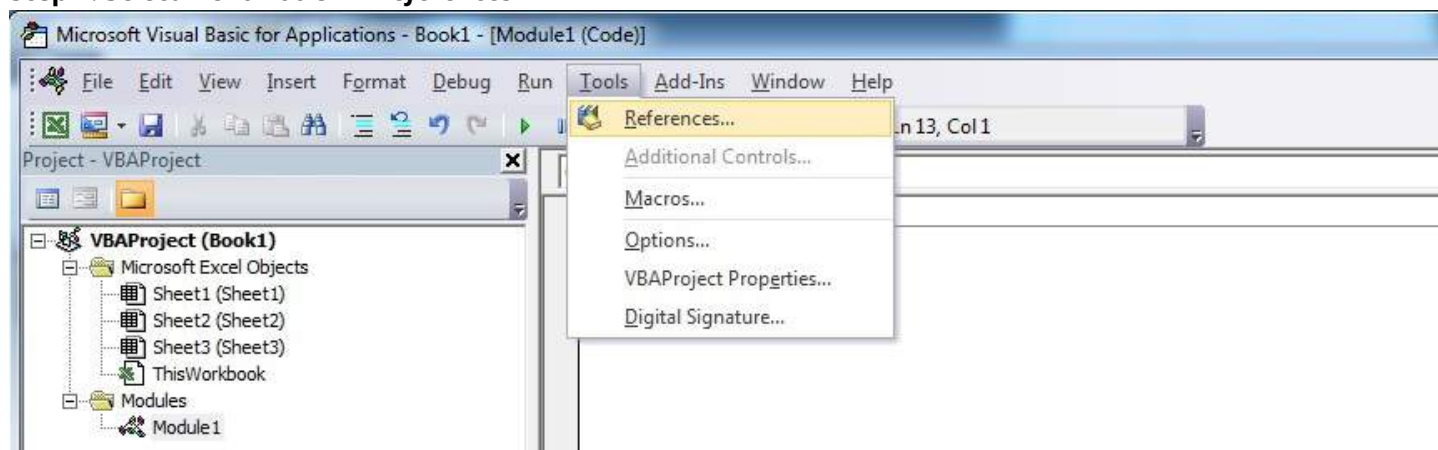 Microsoft Visual Basic for Applications - Book1 - [Module1 (Code)]
File Edit View Insert Format Debug Run Tools Add-Ins Window Help
References...
Ln 13, Col 1
Project - VBAProject
Additional Controls...
Macros...
VBAProject (Book1)
Options...
Microsoft Excel Objects
VBAProject Properties...
Sheet1 (Sheet1)
Sheet2 (Sheet2)
Digital Signature...
Sheet3 (Sheet3)
ThisWorkbook
Modules
Module1